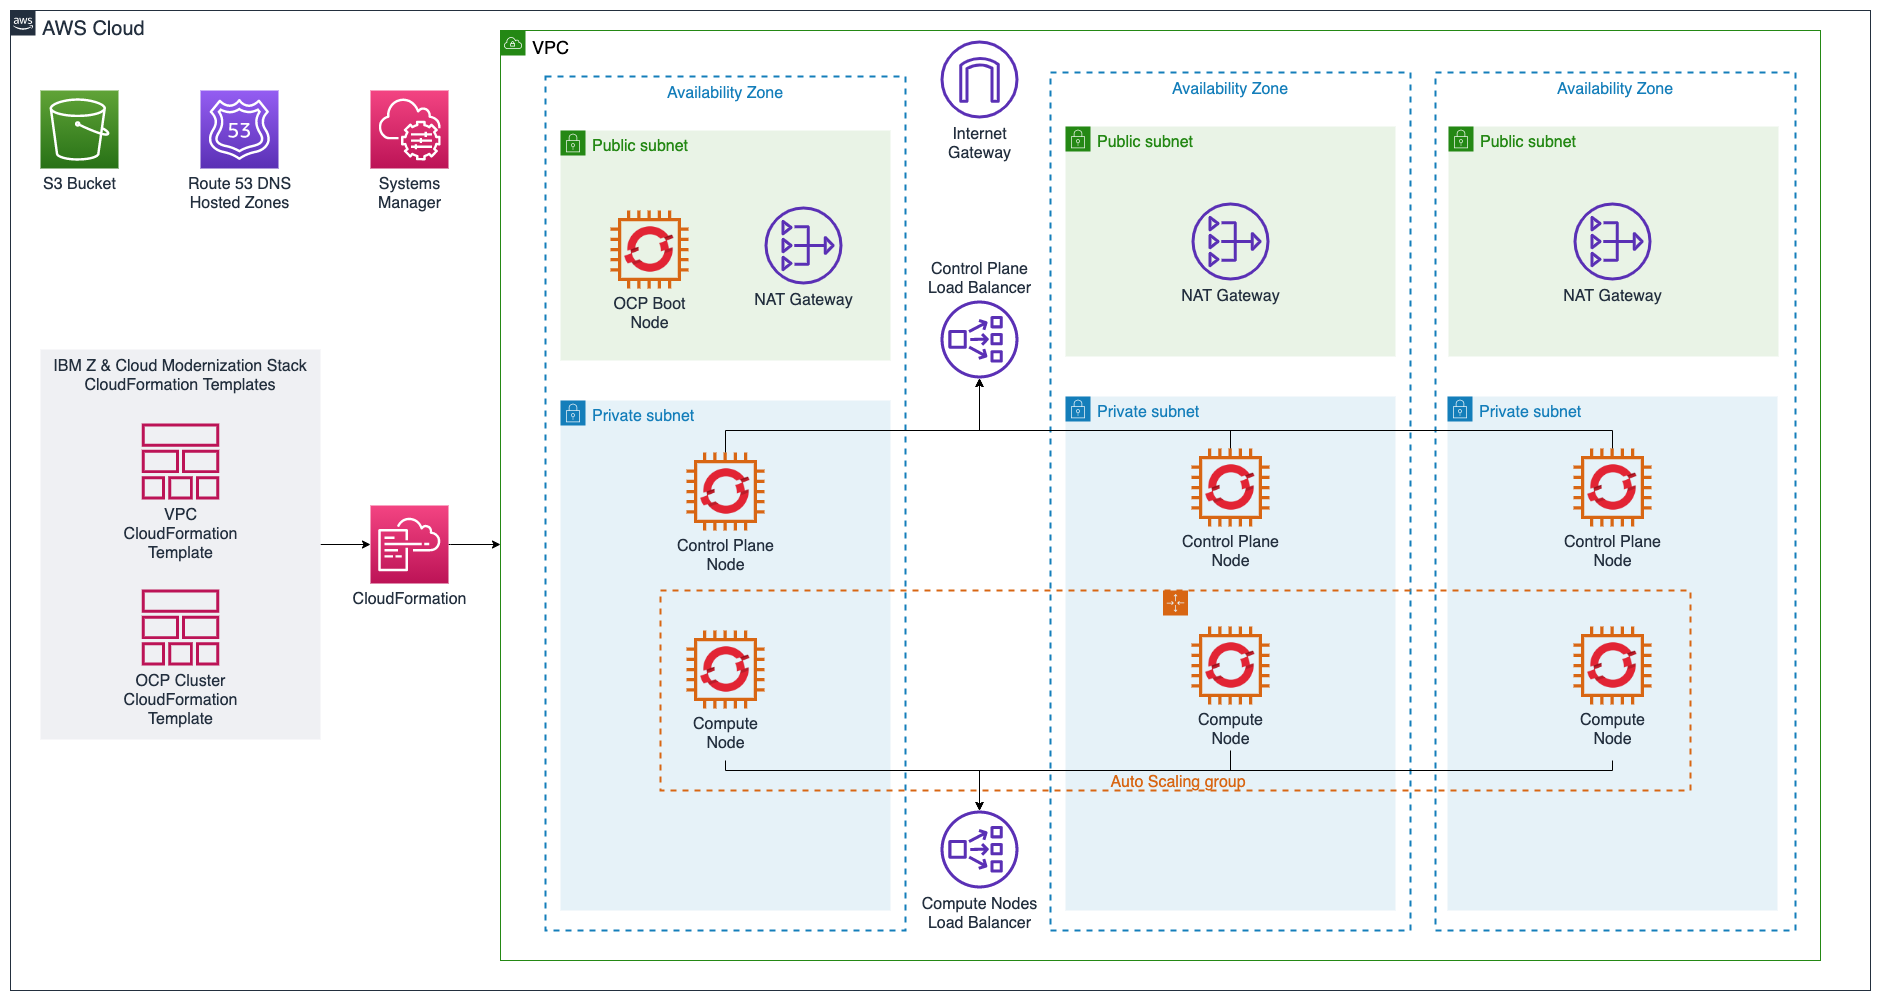 aws
AWS Cloud
S3 Bucket
53
Route 53 DNS
Hosted Zones
Systems
Manager
IBM Z & Cloud Modernization Stack
CloudFormation Templates
VPC
CloudFormation
Template
OCP Cluster
CloudFormation
Template
CloudFormation
VPC
Availability Zone
Public subnet
OCP Boot
Node
NAT Gateway
Private subnet
Control Plane
Node
Compute
Node
Internet
Gateway
Control Plane
Load Balancer
Compute Nodes
Load Balancer
Availability Zone
Public subnet
NAT Gateway
Private subnet
Control Plane
Node
Compute
Node
Auto Scaling group
Availability Zone
Public subnet
NAT Gateway
Private subnet
Control Plane
Node
Compute
Node